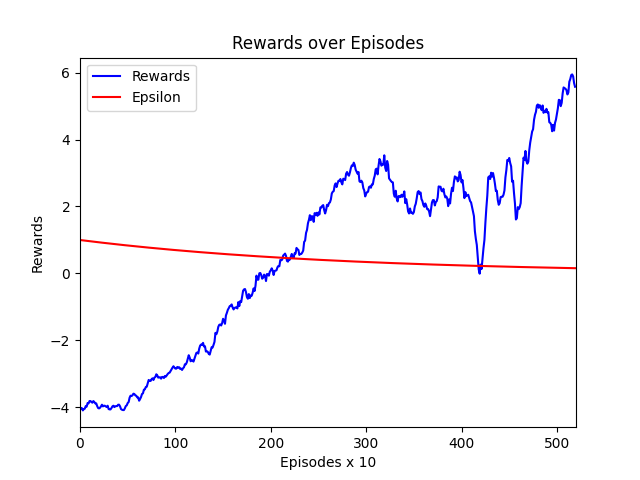 Rewards over Episodes
Rewards
Epsilon
6
4
2
0
−2
−4
Rewards
0 100 200 300 400 500
Episodes x 10